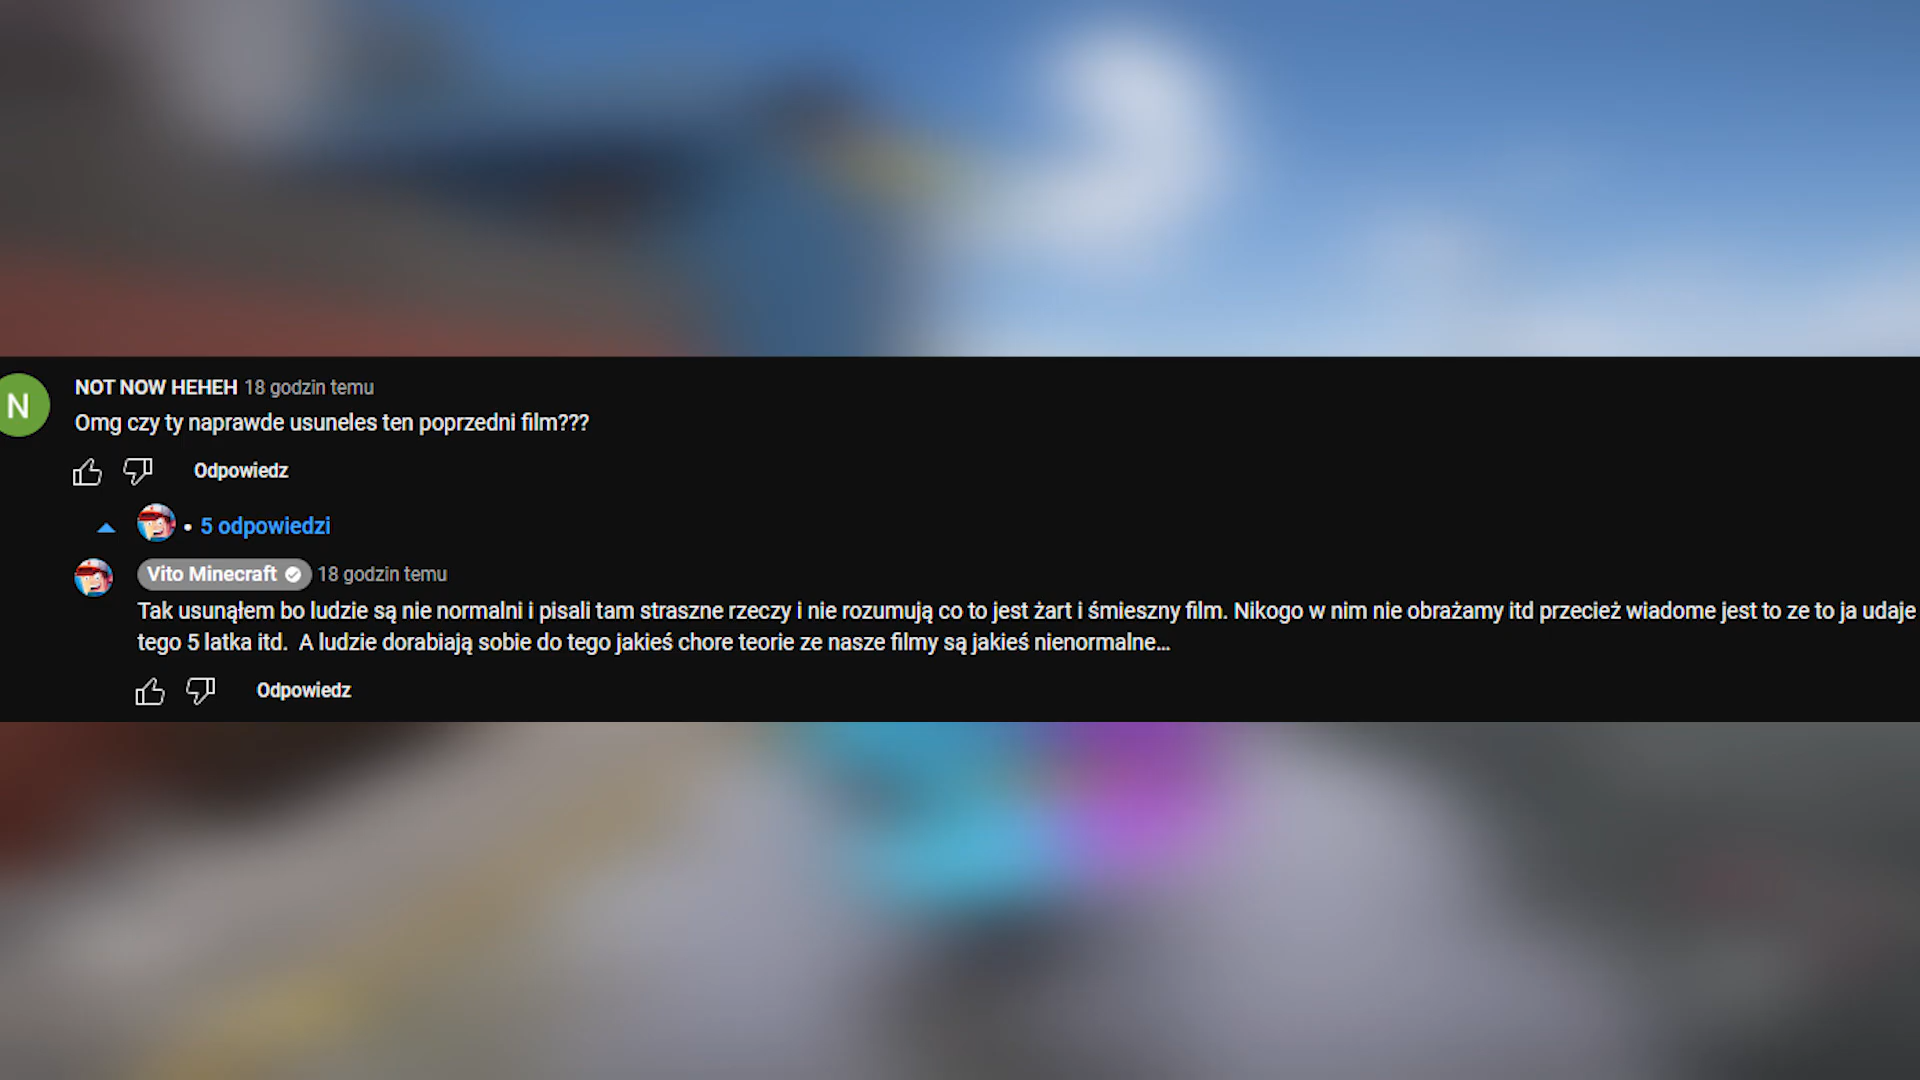 N
NOT NOW HEHEH 18 godzin temu
Omg czy ty naprawde usuneles ten poprzedni film???
Odpowiedz
• 5 odpowiedzi
Vito Minecraft 18 godzin temu
Tak usunąłem bo ludzie są nie normalni i pisali tam straszne rzeczy i nie rozumują co to jest żart i śmieszny film. Nikogo w nim nie obrażamy itd przecież wiadome jest to ze to ja udaje
tego 5 latka itd. A ludzie dorabiają sobie do tego jakieś chore teorie ze nasze filmy są jakieś nienormalne...
Odpowiedz